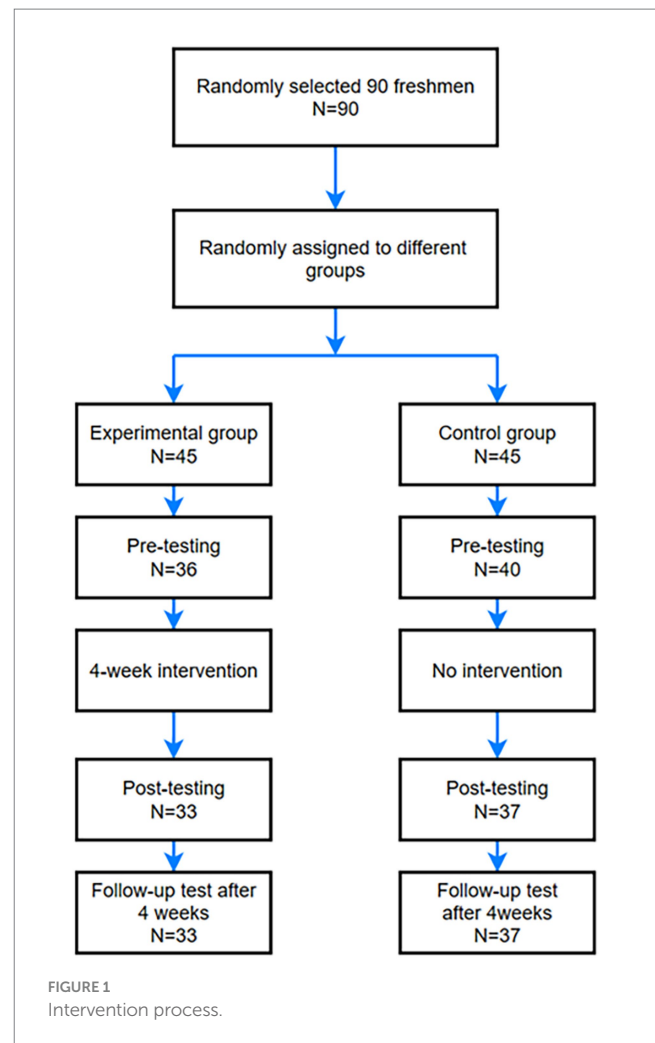 Randomly selected 90 freshmen
N=90
Randomly assigned to different
groups
Experimental group
N=45
Control group
N=45
Pre-testing
N=36
Pre-testing
N=40
4-week intervention
No intervention
Post-testing
N=33
Post-testing
N=37
Follow-up test after
4 weeks
N=33
Follow-up test
after 4weeks
N=37
FIGURE 1
Intervention process.